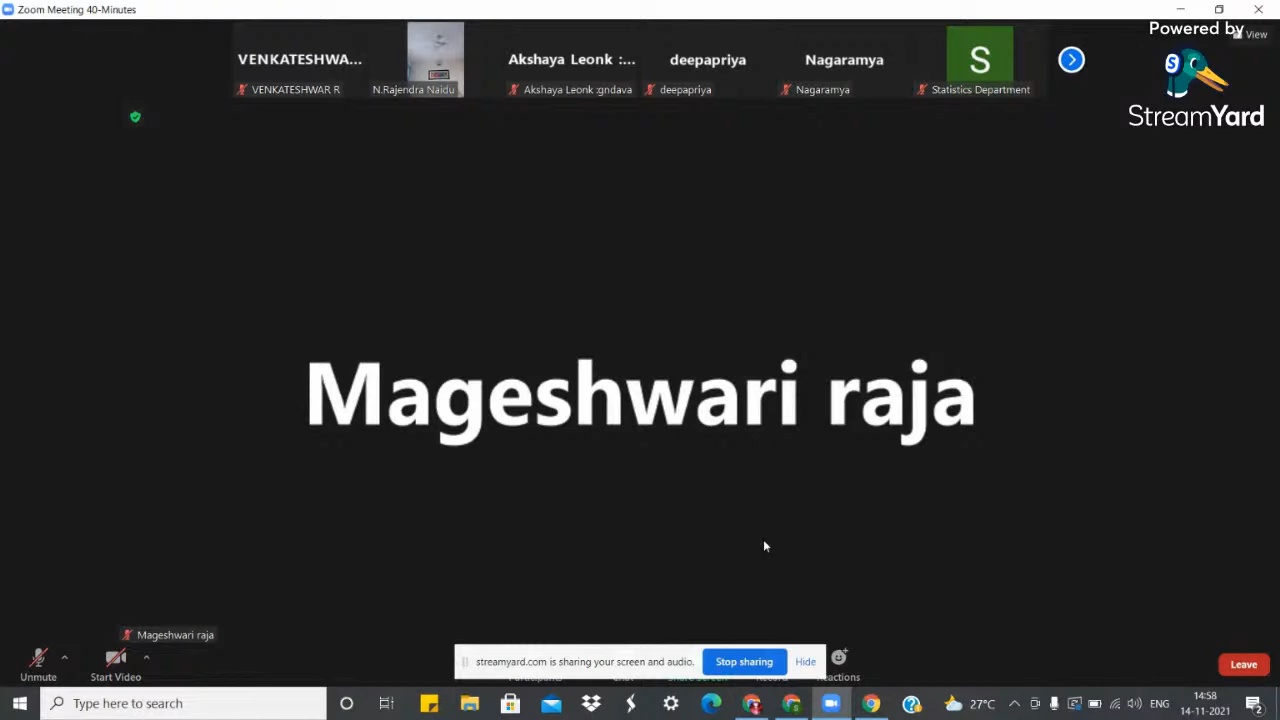 Zoom Meeting 40-Minutes
Powered by
StreamYard
View
VENKATESHWA...
VENKATESHWAR R
N.Rajendra Naidu
Akshaya Leonk :...
Akshaya Leonk :gndava
deepapriya
deepapriya
Nagaramya
Nagaramya
S
Statistics Department
Mageshwari raja
Mageshwari raja
Unmute
Start Video
streamyard.com is sharing your screen and audio.
Stop sharing
Hide
Reactions
Leave
Type here to search
27°C
ENG
14:58
14-11-2021
2